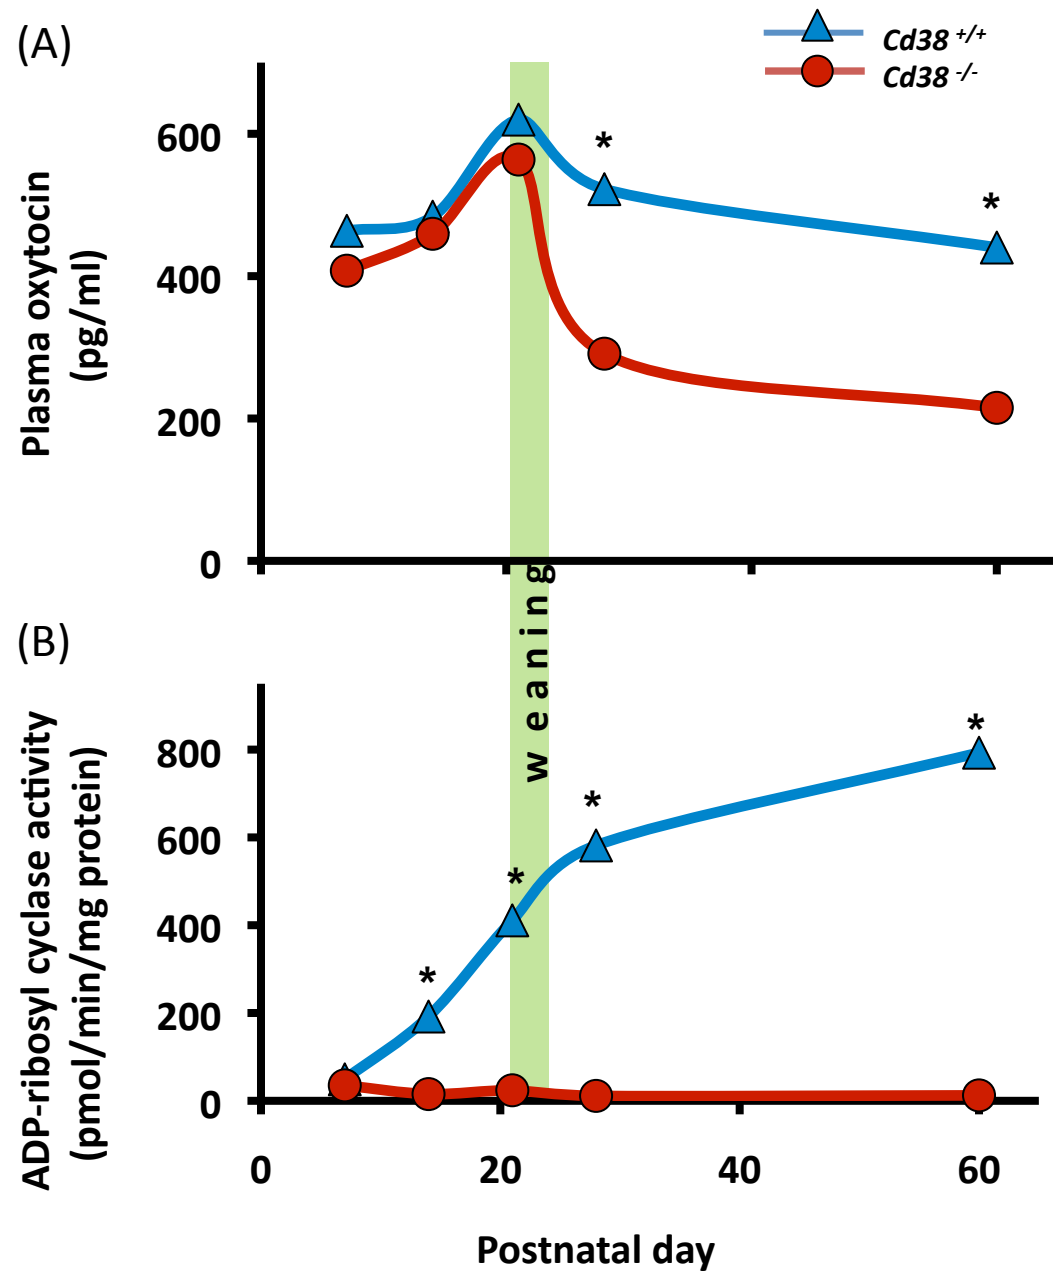 (A)
Cd38 +/+
Cd38 -/-
Plasma oxytocin
(pg/ml)
600
*
*
400
200
0
weaning
(B)
ADP-ribosyl cyclase activity
(pmol/min/mg protein)
800
*
600
*
*
400
*
200
0
0 20 40 60
Postnatal day